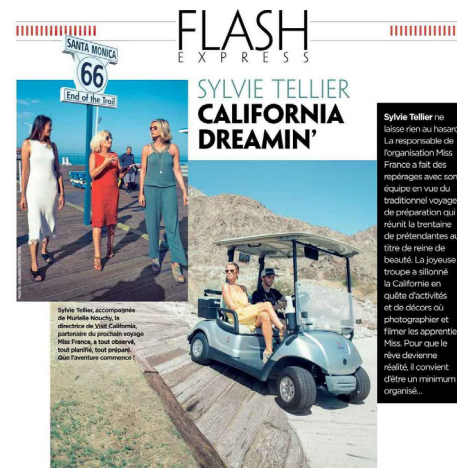 FLASH
EXPRESS
SANTA MONICA
66
End of the Trail
SYLVIE TELLIER
CALIFORNIA
DREAMIN'
Sylvie Tellier, accompagnée
de Murielle Nouchy, la
directrice de Visit California,
partenaire du prochain voyage
Miss France, a tout observé,
tout planifié, tout préparé.
Que l'aventure commence !
Sylvie Tellier ne
laisse rien au hasard
La responsable de
l'organisation Miss
France a fait des
repérages avec son
équipe en vue du
traditionnel voyage
de préparation qui
réunit la trentaine
de prétendantes au
titre de reine de
beauté. La joyeuse
troupe a sillonné
la Californie en
quête d'activités
et de décors où
photographier et
filmer les apprenties
Miss. Pour que le
rêve devienne
réalité, il convient
d'être un minimum
organisé...